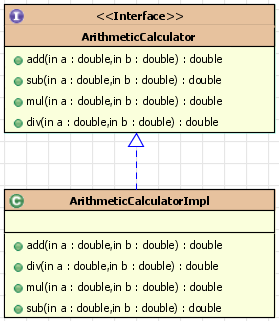 I <<Interface>>
ArithmeticCalculator
add(in a : double,in b : double) : double
sub(in a : double,in b : double) : double
mul(in a : double,in b : double) : double
div(in a : double,in b : double) : double
C ArithmeticCalculatorImpl
add(in a : double,in b : double) : double
div(in a : double,in b : double) : double
mul(in a : double,in b : double) : double
sub(in a : double,in b : double) : double